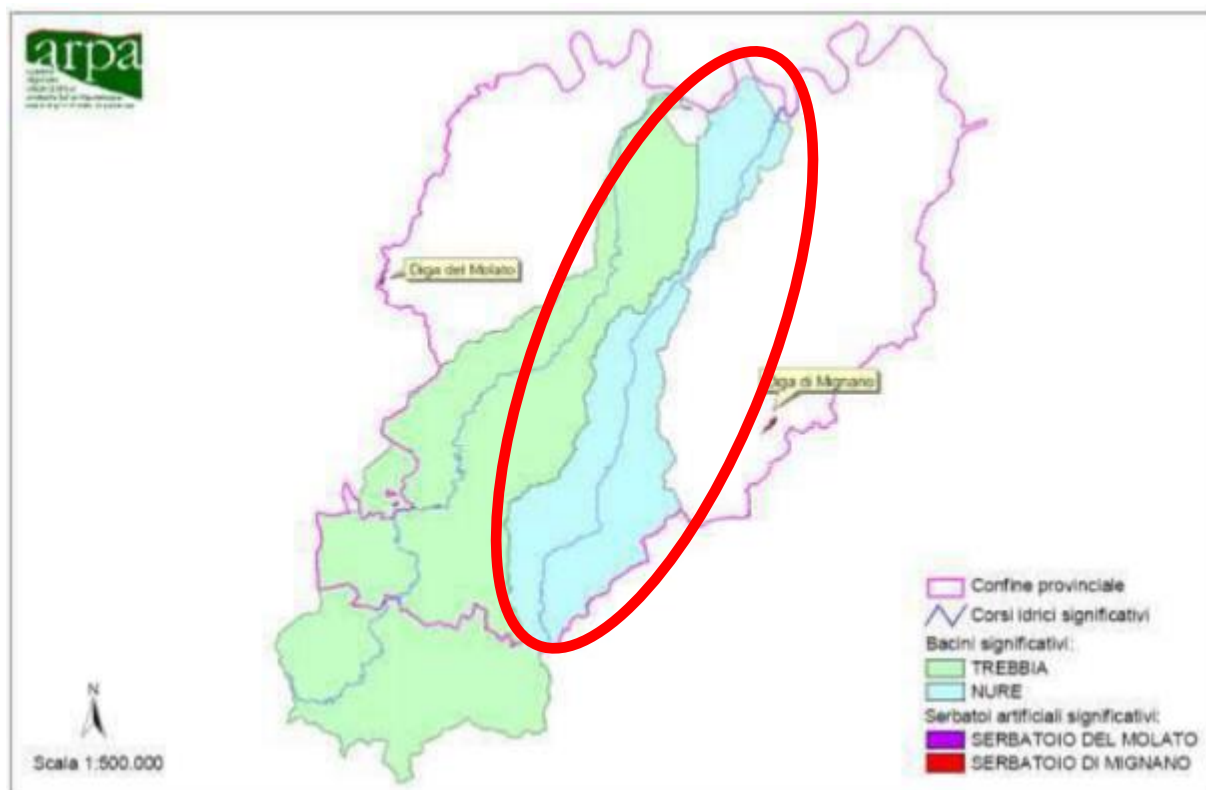 arpa
Diga del Molato
Diga di Mignano
Confine provinciale
Corsi idrici significativi
Bacini significativi:
TREBBIA
NURE
Serbatoi artificiali significativi:
SERBATOIO DEL MOLATO
SERBATOIO DI MIGNANO
N
Scala 1:500.000